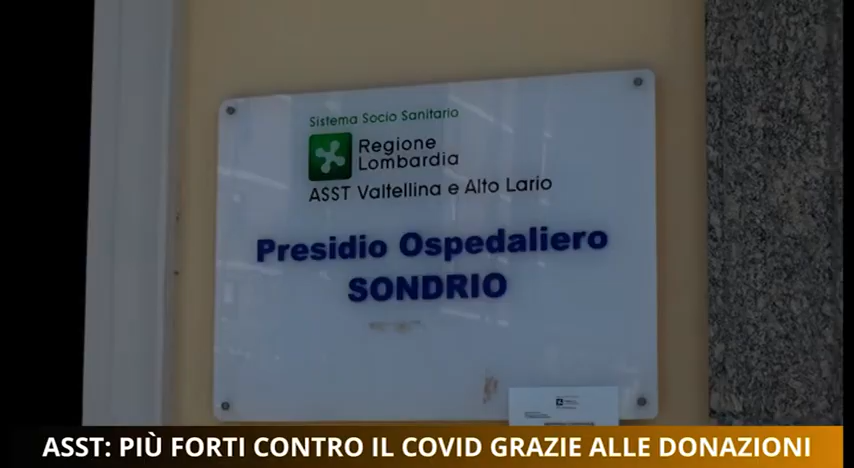 Sistema Socio Sanitario
Regione
Lombardia
ASST Valtellina e Alto Lario
Presidio Ospedaliero
SONDRIO
ASST: PIÙ FORTI CONTRO IL COVID GRAZIE ALLE DONAZIONI